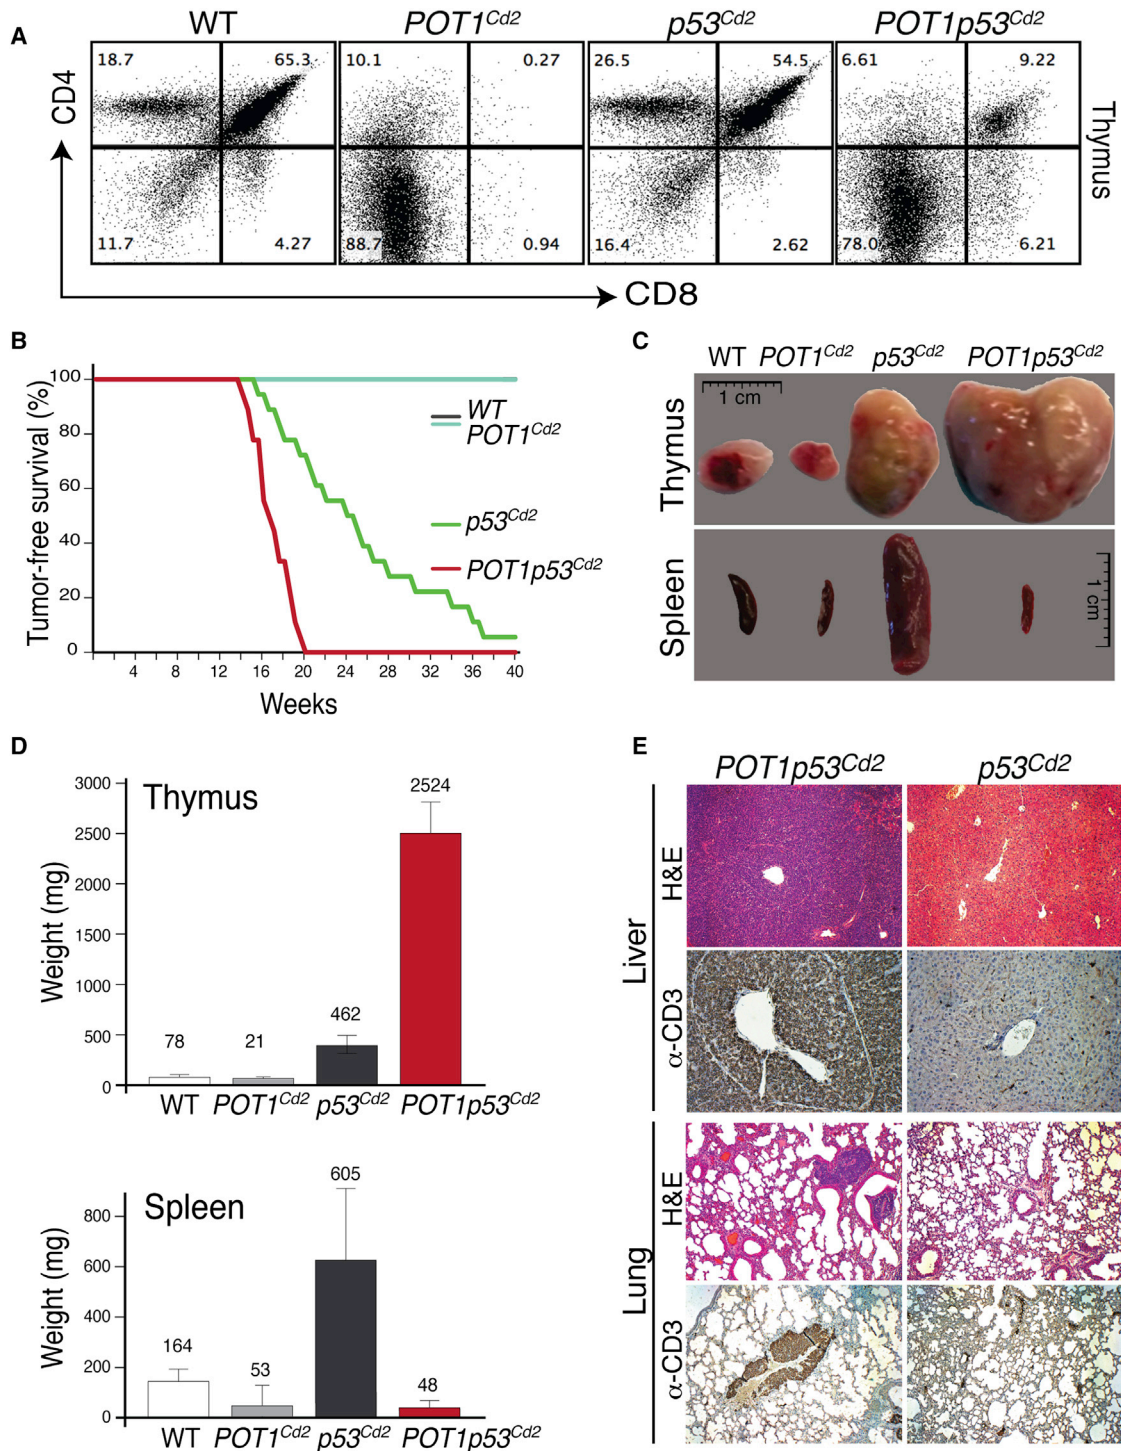 A
WT POT1Cd2 p53Cd2 POT1p53Cd2
CD4
18.7 65.3 10.1 0.27 26.5 54.5 6.61 9.22
11.7 4.27 88.7 0.94 16.4 2.62 78.0 6.21
Thymus
CD8
B
Tumor-free survival (%)
100
80
60
40
20
0
WT
POT1Cd2
p53Cd2
POT1p53Cd2
4 8 12 16 20 24 28 32 36 40
Weeks
C
WT POT1Cd2 p53Cd2 POT1p53Cd2
1 cm
Thymus
Spleen
1 cm
D
Thymus
Weight (mg)
3000
2500
2000
1500
1000
500
0
78 21 462 2524
WT POT1Cd2 p53Cd2 POT1p53Cd2
Spleen
Weight (mg)
800
600
400
200
0
164 53 605 48
WT POT1Cd2 p53Cd2 POT1p53Cd2
E
POT1p53Cd2 p53Cd2
Liver
H&E
α-CD3
Lung
H&E
α-CD3